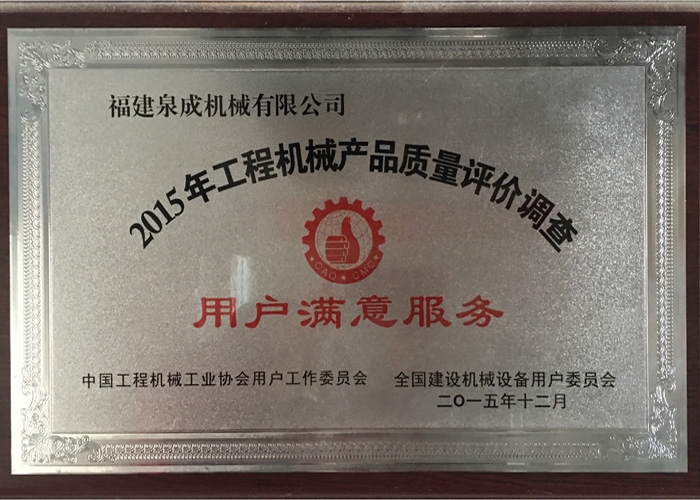 福建泉成机械有限公司
2015年工程机械产品质量评价调查
CAQ CMC
用户满意服务
中国工程机械工业协会用户工作委员会 全国建设机械设备用户委员会
二〇一五年十二月